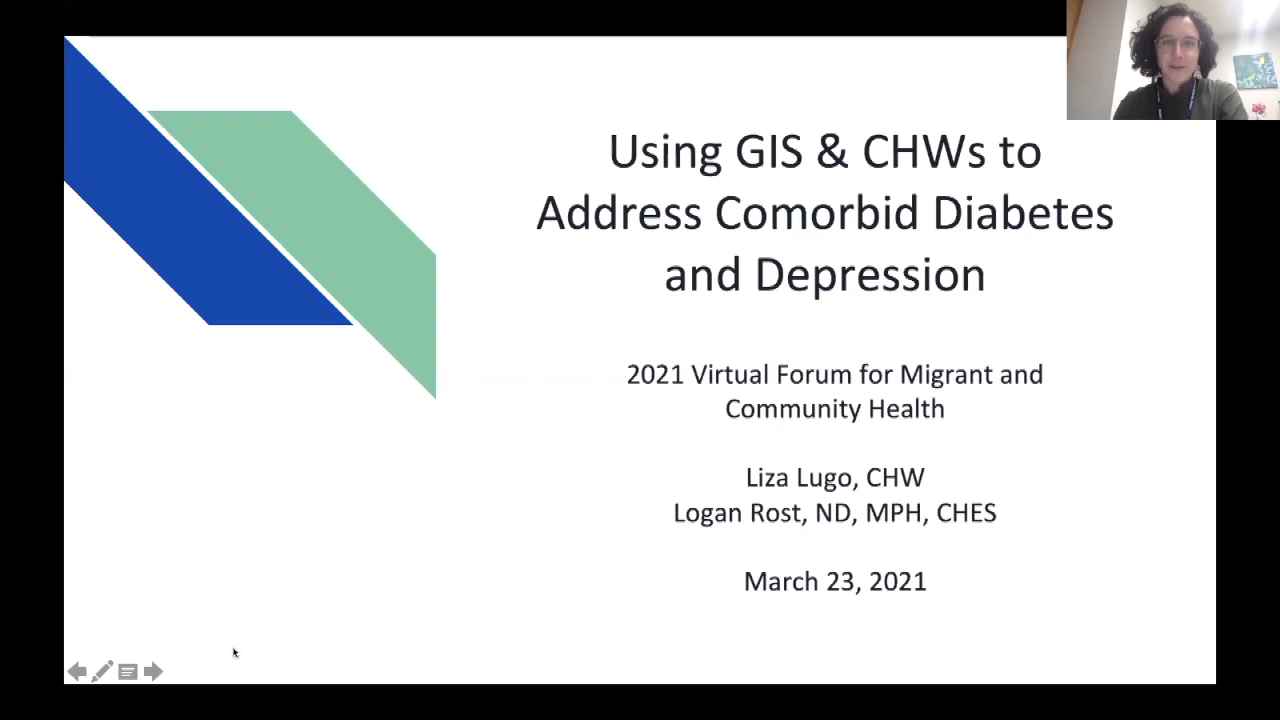 Using GIS & CHWs to
Address Comorbid Diabetes
and Depression
2021 Virtual Forum for Migrant and
Community Health
Liza Lugo, CHW
Logan Rost, ND, MPH, CHES
March 23, 2021